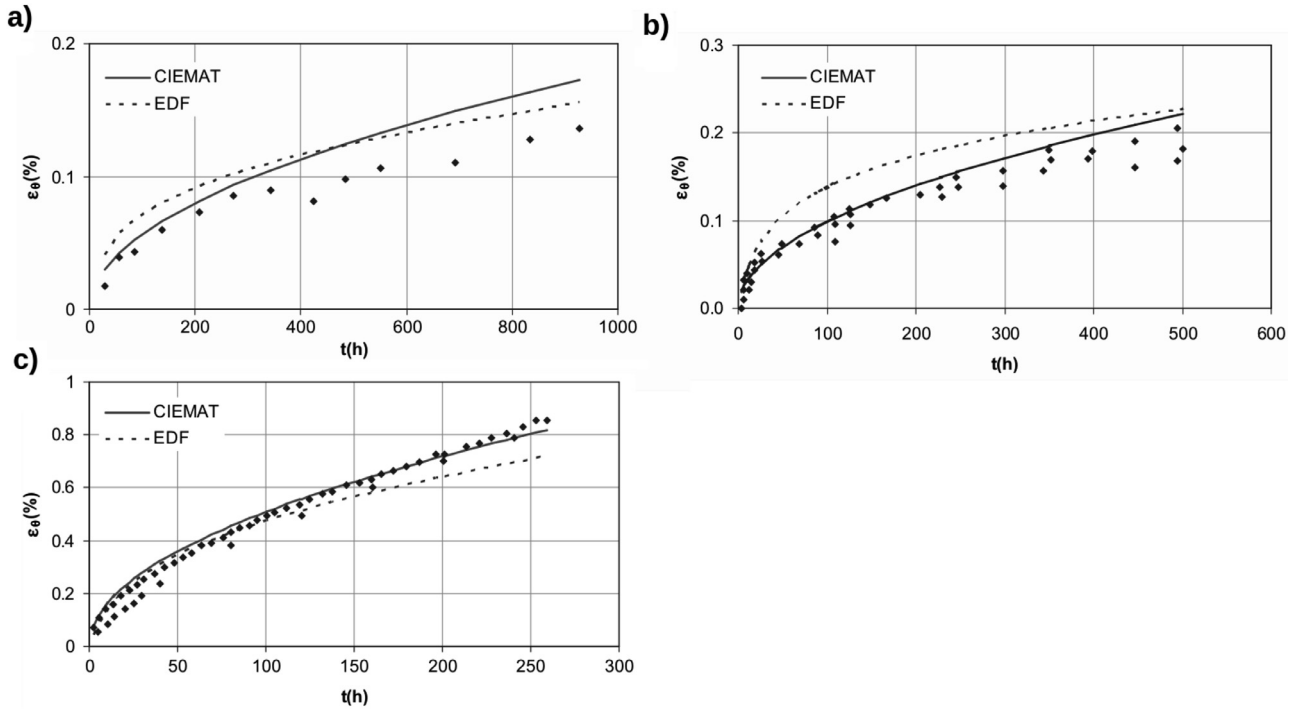 a)
0.2
CIEMAT
EDF
εθ(%)
0.1
0
0 200 400 600 800 1000
t(h)
b)
0.3
CIEMAT
EDF
0.2
εθ(%)
0.1
0.0
0 100 200 300 400 500 600
t(h)
c)
1
CIEMAT
EDF
0.8
0.6
εθ(%)
0.4
0.2
0
0 50 100 150 200 250 300
t(h)